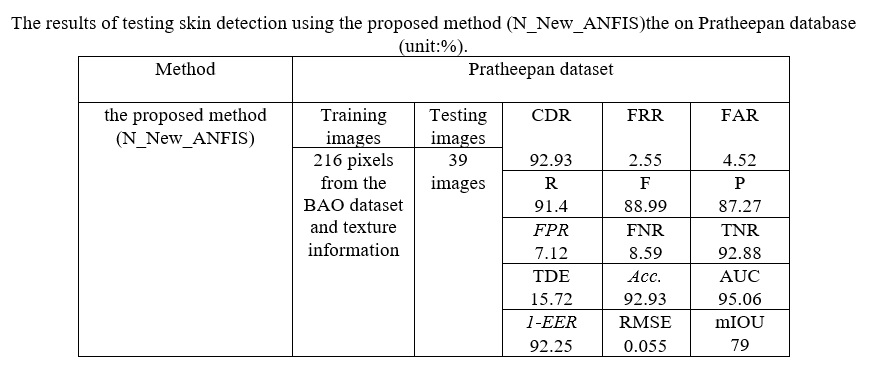 The results of testing skin detection using the proposed method (N_New_ANFIS)the on Pratheepan database
(unit:%).
Method Pratheepan dataset
the proposed method Training Testing CDR FRR FAR
(N_New_ANFIS) images images
216 pixels 39 92.93 2.55 4.52
from the images R F P
BAO dataset 91.4 88.99 87.27
and texture FPR FNR TNR
information 7.12 8.59 92.88
TDE Acc. AUC
15.72 92.93 95.06
1-EER RMSE mIOU
92.25 0.055 79